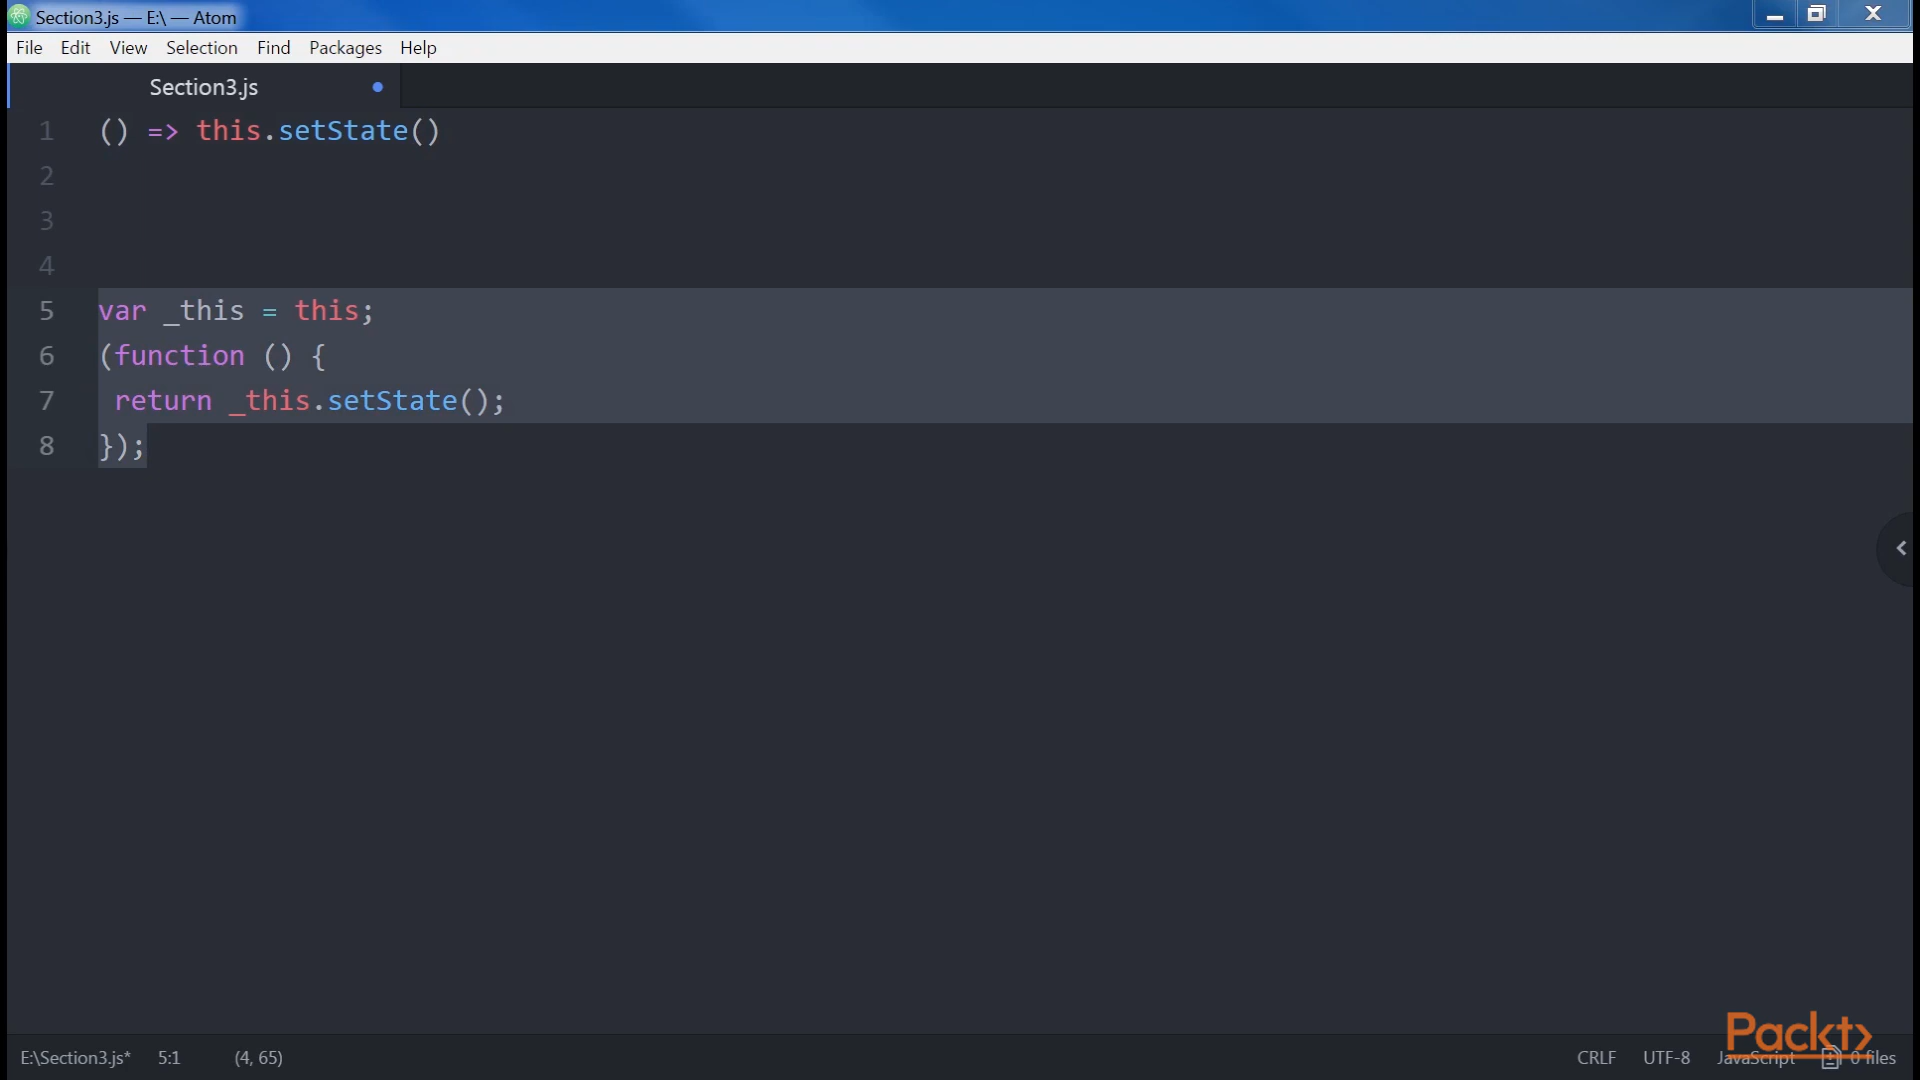 Section3.js — E:\ — Atom
File Edit View Selection Find Packages Help
Section3.js
1 () => this.setState()
2
3
4
5 var _this = this;
6 (function () {
7 return _this.setState();
8 });
Packt>
E:\Section3.js* 5:1 (4, 65) CRLF UTF-8 JavaScript 0 files